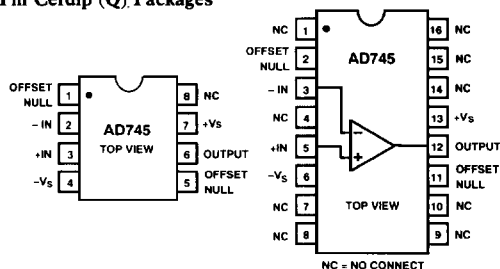 Pin Cerdip (Q) Packages
OFFSET NULL 1
8 NC
AD745
- IN 2
7 +VS
+IN 3
TOP VIEW
6 OUTPUT
-VS 4
5 OFFSET NULL
NC 1
16 NC
AD745
OFFSET NULL 2
15 NC
- IN 3
14 NC
NC 4
13 +VS
+IN 5
12 OUTPUT
-VS 6
11 OFFSET NULL
NC 7
TOP VIEW
10 NC
NC 8
9 NC
NC = NO CONNECT